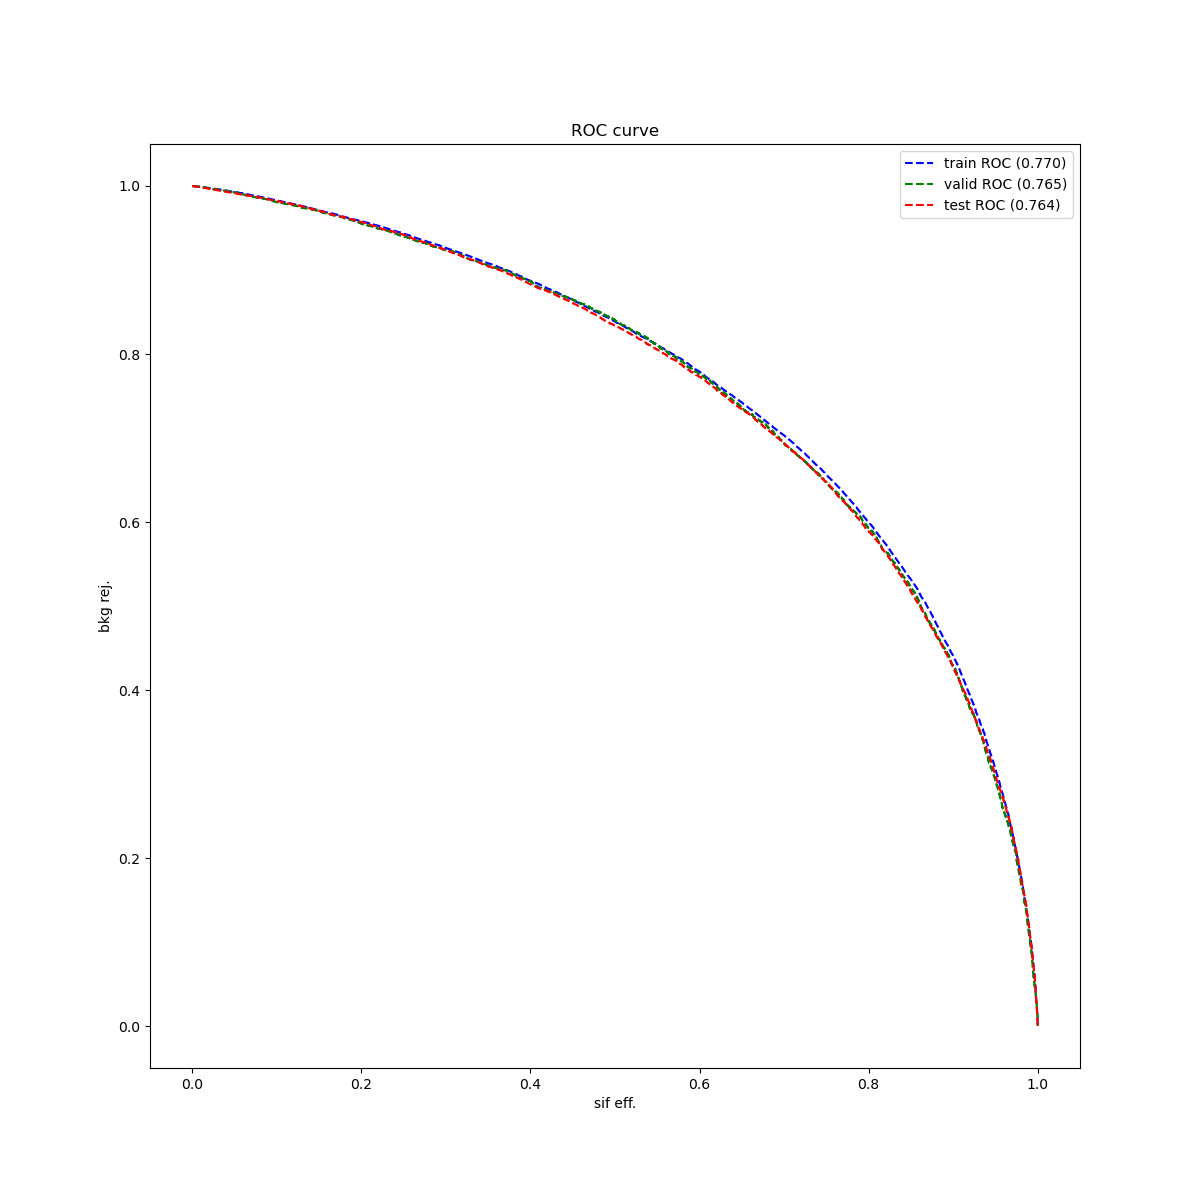 ROC curve
train ROC (0.770)
valid ROC (0.765)
test ROC (0.764)
1.0
0.8
0.6
bkg rej.
0.4
0.2
0.0
0.0 0.2 0.4 0.6 0.8 1.0
sif eff.